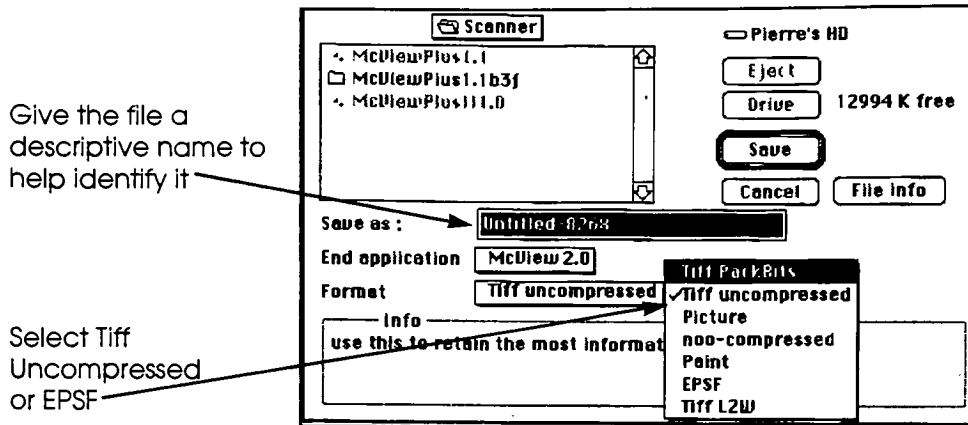 Scanner
Pierre's HD
McViewPlus1.1
McViewPlus1.1b3f
McViewPlusII1.0
Eject
Drive
12994 K free
Save
Cancel
File info
Give the file a
descriptive name to
help identify it
Save as :
Untitled-8268
End application
McView 2.0
Format
Tiff uncompressed
Tiff PackBits
✓Tiff uncompressed
Picture
noo-compressed
Paint
EPSF
Tiff L2W
Info
use this to retain the most informat
Select Tiff
Uncompressed
or EPSF